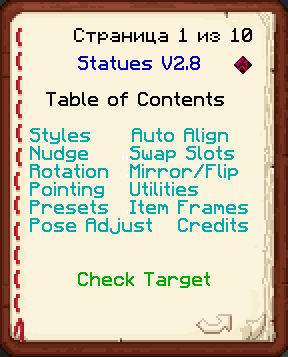 Страница 1 из 10
Statues V2.8
Table of Contents
Styles Auto Align
Nudge Swap Slots
Rotation Mirror/Flip
Pointing Utilities
Presets Item Frames
Pose Adjust Credits
Check Target